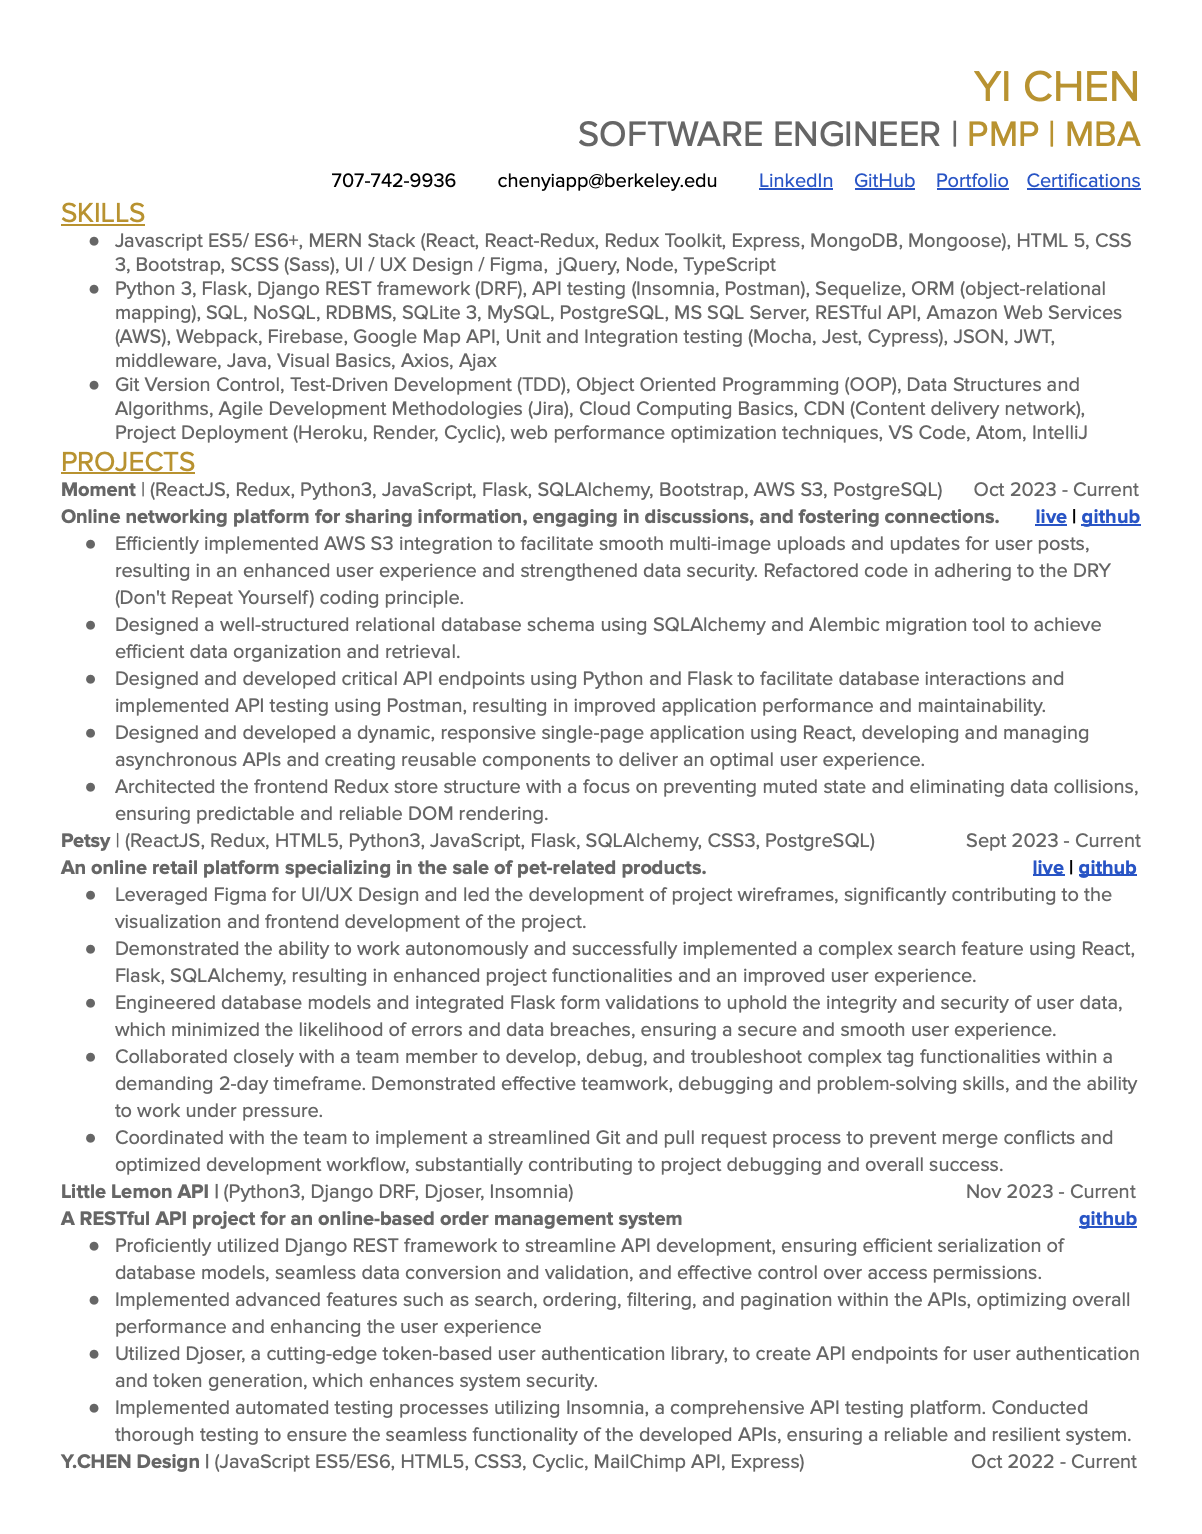 YI CHEN
SOFTWARE ENGINEER | PMP | MBA
707-742-9936 chenyiapp@berkeley.edu LinkedIn GitHub Portfolio Certifications
SKILLS
● Javascript ES5/ ES6+, MERN Stack (React, React-Redux, Redux Toolkit, Express, MongoDB, Mongoose), HTML 5, CSS
3, Bootstrap, SCSS (Sass), UI / UX Design / Figma, jQuery, Node, TypeScript
● Python 3, Flask, Django REST framework (DRF), API testing (Insomnia, Postman), Sequelize, ORM (object-relational
mapping), SQL, NoSQL, RDBMS, SQLite 3, MySQL, PostgreSQL, MS SQL Server, RESTful API, Amazon Web Services
(AWS), Webpack, Firebase, Google Map API, Unit and Integration testing (Mocha, Jest, Cypress), JSON, JWT,
middleware, Java, Visual Basics, Axios, Ajax
● Git Version Control, Test-Driven Development (TDD), Object Oriented Programming (OOP), Data Structures and
Algorithms, Agile Development Methodologies (Jira), Cloud Computing Basics, CDN (Content delivery network),
Project Deployment (Heroku, Render, Cyclic), web performance optimization techniques, VS Code, Atom, IntelliJ
PROJECTS
Moment | (ReactJS, Redux, Python3, JavaScript, Flask, SQLAlchemy, Bootstrap, AWS S3, PostgreSQL) Oct 2023 - Current
Online networking platform for sharing information, engaging in discussions, and fostering connections. live | github
● Efficiently implemented AWS S3 integration to facilitate smooth multi-image uploads and updates for user posts,
resulting in an enhanced user experience and strengthened data security. Refactored code in adhering to the DRY
(Don't Repeat Yourself) coding principle.
● Designed a well-structured relational database schema using SQLAlchemy and Alembic migration tool to achieve
efficient data organization and retrieval.
● Designed and developed critical API endpoints using Python and Flask to facilitate database interactions and
implemented API testing using Postman, resulting in improved application performance and maintainability.
● Designed and developed a dynamic, responsive single-page application using React, developing and managing
asynchronous APIs and creating reusable components to deliver an optimal user experience.
● Architected the frontend Redux store structure with a focus on preventing muted state and eliminating data collisions,
ensuring predictable and reliable DOM rendering.
Petsy | (ReactJS, Redux, HTML5, Python3, JavaScript, Flask, SQLAlchemy, CSS3, PostgreSQL) Sept 2023 - Current
An online retail platform specializing in the sale of pet-related products. live | github
● Leveraged Figma for UI/UX Design and led the development of project wireframes, significantly contributing to the
visualization and frontend development of the project.
● Demonstrated the ability to work autonomously and successfully implemented a complex search feature using React,
Flask, SQLAlchemy, resulting in enhanced project functionalities and an improved user experience.
● Engineered database models and integrated Flask form validations to uphold the integrity and security of user data,
which minimized the likelihood of errors and data breaches, ensuring a secure and smooth user experience.
● Collaborated closely with a team member to develop, debug, and troubleshoot complex tag functionalities within a
demanding 2-day timeframe. Demonstrated effective teamwork, debugging and problem-solving skills, and the ability
to work under pressure.
● Coordinated with the team to implement a streamlined Git and pull request process to prevent merge conflicts and
optimized development workflow, substantially contributing to project debugging and overall success.
Little Lemon API | (Python3, Django DRF, Djoser, Insomnia) Nov 2023 - Current
A RESTful API project for an online-based order management system github
● Proficiently utilized Django REST framework to streamline API development, ensuring efficient serialization of
database models, seamless data conversion and validation, and effective control over access permissions.
● Implemented advanced features such as search, ordering, filtering, and pagination within the APIs, optimizing overall
performance and enhancing the user experience
● Utilized Djoser, a cutting-edge token-based user authentication library, to create API endpoints for user authentication
and token generation, which enhances system security.
● Implemented automated testing processes utilizing Insomnia, a comprehensive API testing platform. Conducted
thorough testing to ensure the seamless functionality of the developed APIs, ensuring a reliable and resilient system.
Y.CHEN Design | (JavaScript ES5/ES6, HTML5, CSS3, Cyclic, MailChimp API, Express) Oct 2022 - Current